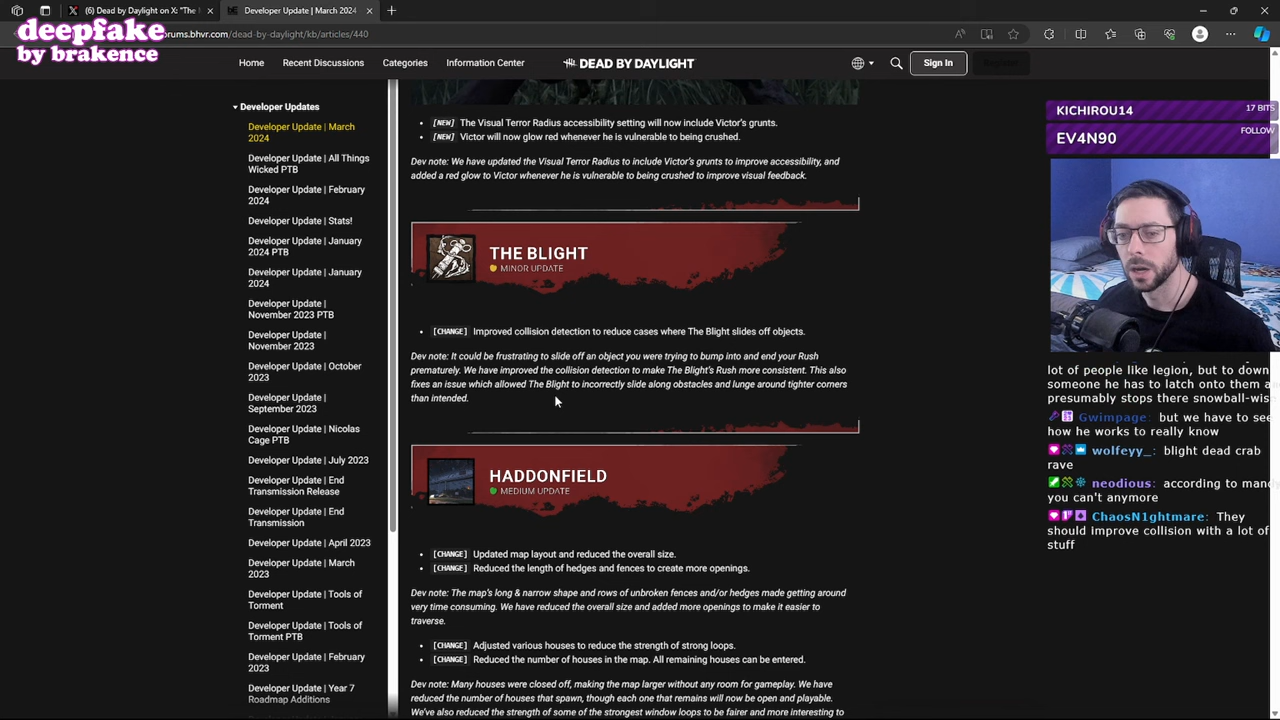 (6) Dead by Daylight on X: "The I
Developer Update | March 2024
deepfake
by brakence
rums.bhvr.com/dead-by-daylight/kb/articles/440
Home
Recent Discussions
Categories
Information Center
DEAD BY DAYLIGHT
Sign In
Register
Developer Updates
Developer Update | March
2024
Developer Update | All Things
Wicked PTB
Developer Update | February
2024
Developer Update | Stats!
Developer Update | January
2024 PTB
Developer Update | January
2024
Developer Update |
November 2023 PTB
Developer Update |
November 2023
Developer Update | October
2023
Developer Update |
September 2023
Developer Update | Nicolas
Cage PTB
Developer Update | July 2023
Developer Update | End
Transmission Release
Developer Update | End
Transmission
Developer Update | April 2023
Developer Update | March
2023
Developer Update | Tools of
Torment
Developer Update | Tools of
Torment PTB
Developer Update | February
2023
Developer Update | Year 7
Roadmap Additions
[NEW] The Visual Terror Radius accessibility setting will now include Victor's grunts.
[NEW] Victor will now glow red whenever he is vulnerable to being crushed.
Dev note: We have updated the Visual Terror Radius to include Victor's grunts to improve accessibility, and
added a red glow to Victor whenever he is vulnerable to being crushed to improve visual feedback.
THE BLIGHT
MINOR UPDATE
[CHANGE] Improved collision detection to reduce cases where The Blight slides off objects.
Dev note: It could be frustrating to slide off an object you were trying to bump into and end your Rush
prematurely. We have improved the collision detection to make The Blight's Rush more consistent. This also
fixes an issue which allowed The Blight to incorrectly slide along obstacles and lunge around tighter corners
than intended.
HADDONFIELD
MEDIUM UPDATE
[CHANGE] Updated map layout and reduced the overall size.
[CHANGE] Reduced the length of hedges and fences to create more openings.
Dev note: The map's long & narrow shape and rows of unbroken fences and/or hedges made getting around
very time consuming. We have reduced the overall size and added more openings to make it easier to
traverse.
[CHANGE] Adjusted various houses to reduce the strength of strong loops.
[CHANGE] Reduced the number of houses in the map. All remaining houses can be entered.
Dev note: Many houses were closed off, making the map larger without any room for gameplay. We have
reduced the number of houses that spawn, though each one that remains will now be open and playable.
We've also reduced the strength of some of the strongest window loops to be fairer and more interesting to
KICHIROU14
17 BITS
EV4N90
FOLLOW
lot of people like legion, but to down
someone he has to latch onto them a
presumably stops there snowball-wis
Gwimpage: but we have to see
how he works to really know
wolfeyy_: blight dead crab
rave
neodious: according to mandy
you can't anymore
ChaosN1ghtmare: They
should improve collision with a lot of
stuff